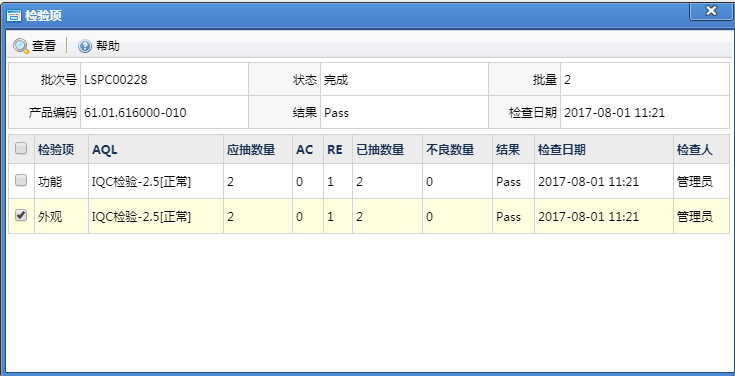 检验项
查看 帮助
批次号 LSPC00228 状态 完成 批量 2
产品编码 61.01.616000-010 结果 Pass 检查日期 2017-08-01 11:21
检验项 AQL 应抽数量 AC RE 已抽数量 不良数量 结果 检查日期 检查人
功能 IQC检验-2.5[正常] 2 0 1 2 0 Pass 2017-08-01 11:21 管理员
外观 IQC检验-2.5[正常] 2 0 1 2 0 Pass 2017-08-01 11:21 管理员